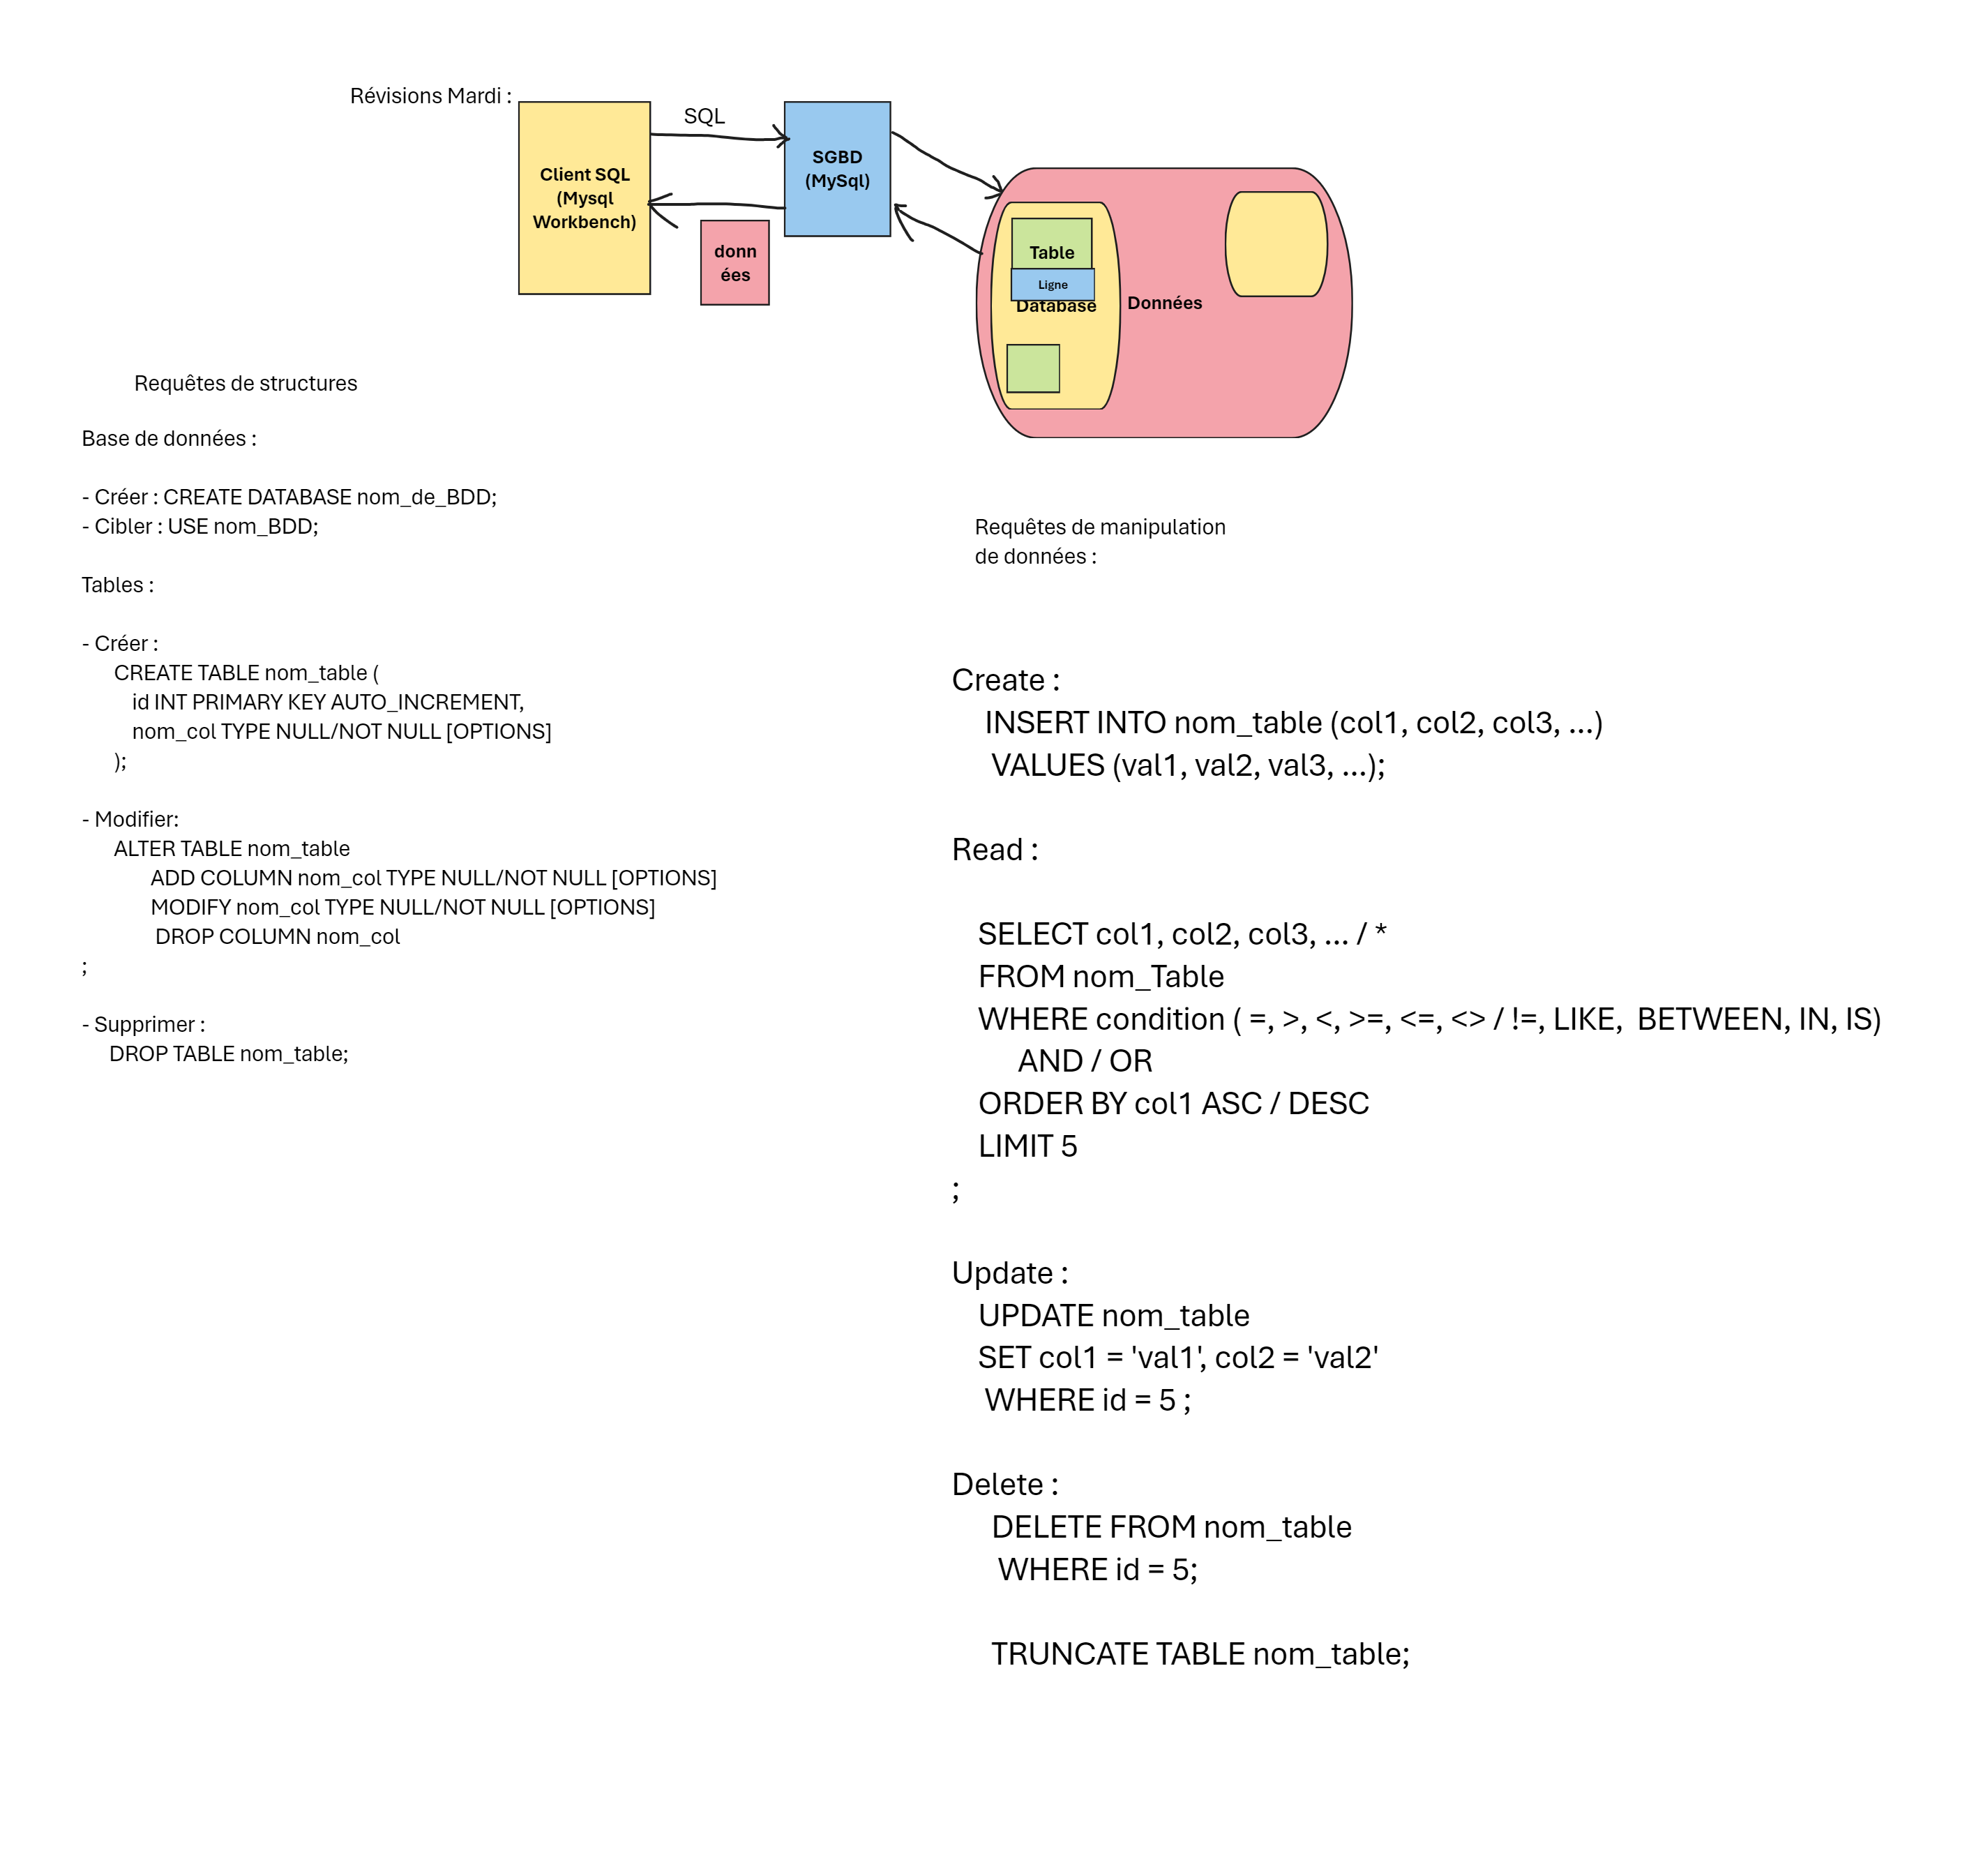 Révisions Mardi :
SQL
Client SQL
(Mysql
Workbench)
SGBD
(MySql)
donn
ées
Table
Ligne
Database
Données
Requêtes de structures
Base de données :
- Créer : CREATE DATABASE nom_de_BDD;
- Cibler : USE nom_BDD;
Tables :
- Créer :
CREATE TABLE nom_table (
id INT PRIMARY KEY AUTO_INCREMENT,
nom_col TYPE NULL/NOT NULL [OPTIONS]
);
- Modifier:
ALTER TABLE nom_table
ADD COLUMN nom_col TYPE NULL/NOT NULL [OPTIONS]
MODIFY nom_col TYPE NULL/NOT NULL [OPTIONS]
DROP COLUMN nom_col
;
- Supprimer :
DROP TABLE nom_table;
Requêtes de manipulation
de données :
Create :
INSERT INTO nom_table (col1, col2, col3, ...)
VALUES (val1, val2, val3, ...);
Read :
SELECT col1, col2, col3, ... / *
FROM nom_Table
WHERE condition ( =, >, <, >=, <=, <> / !=, LIKE,  BETWEEN, IN, IS)
AND / OR
ORDER BY col1 ASC / DESC
LIMIT 5
;
Update :
UPDATE nom_table
SET col1 = 'val1', col2 = 'val2'
WHERE id = 5 ;
Delete :
DELETE FROM nom_table
WHERE id = 5;
TRUNCATE TABLE nom_table;